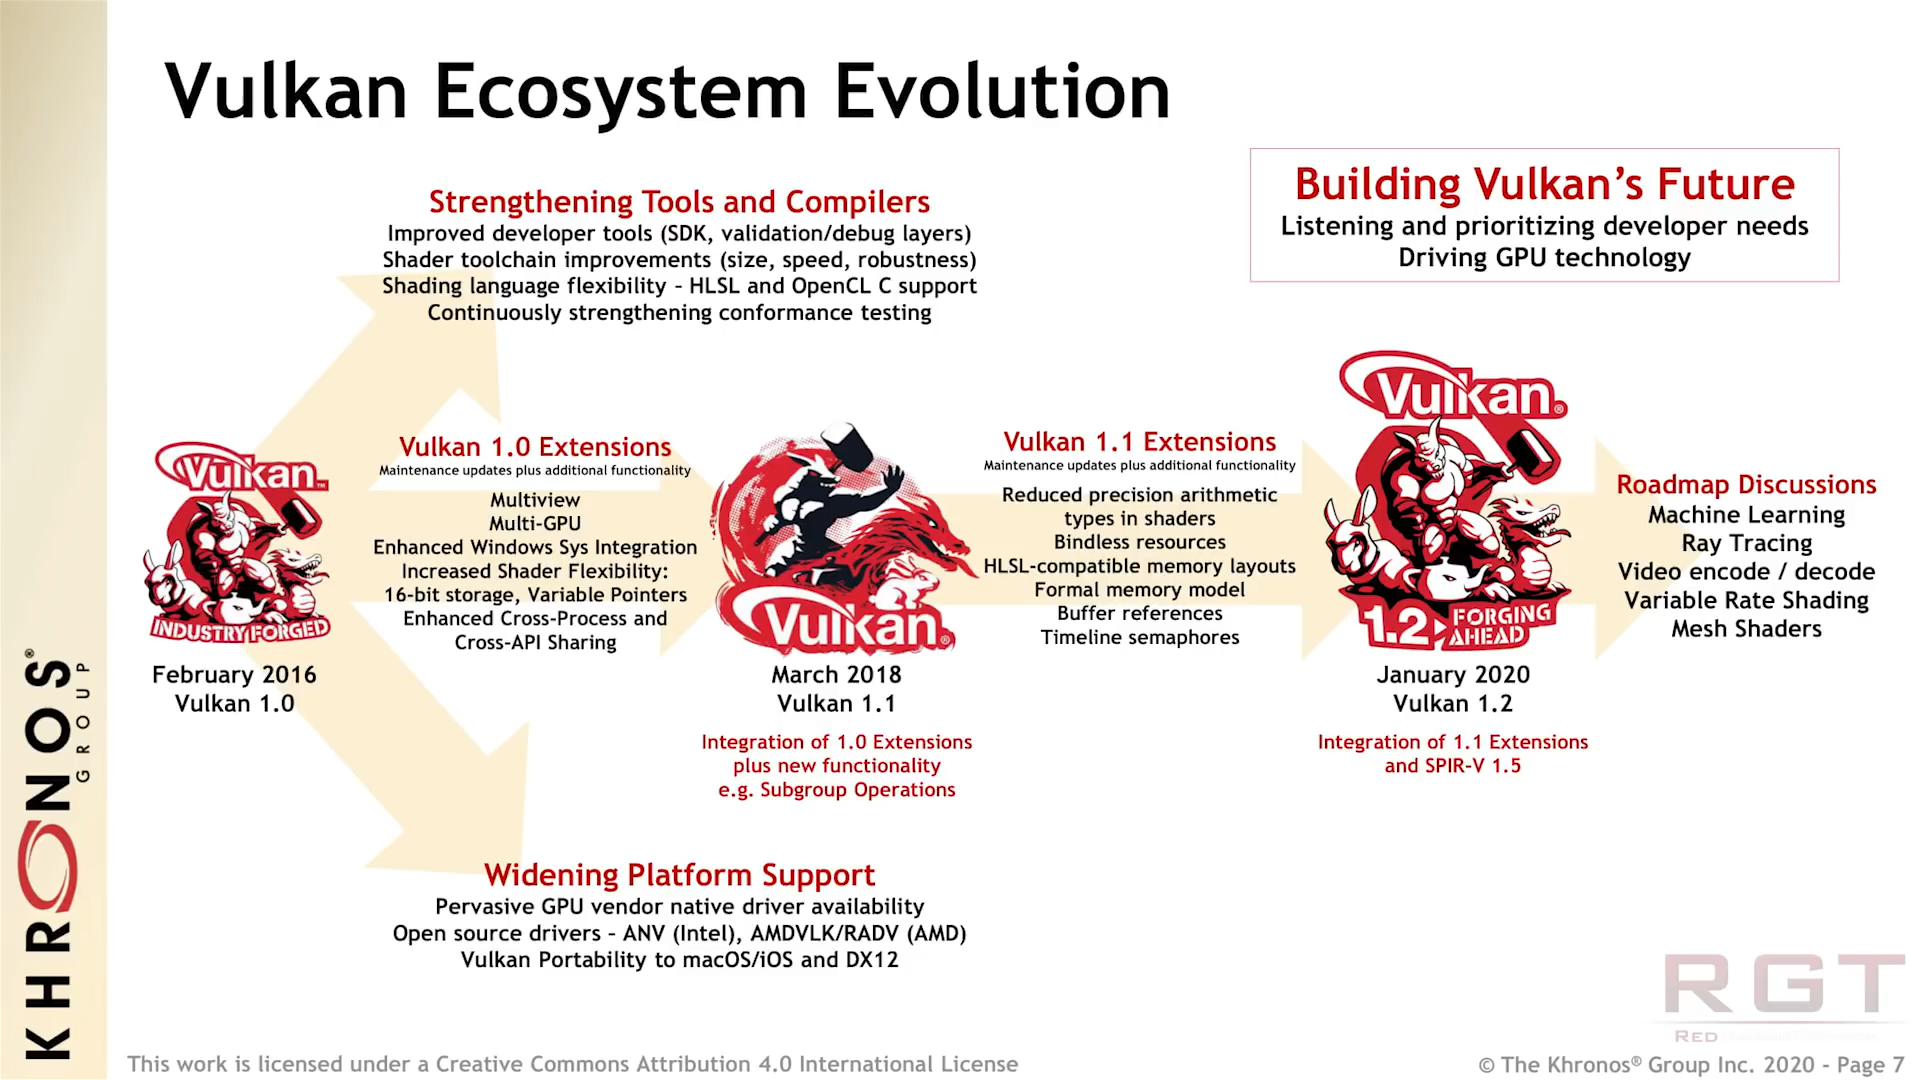 Vulkan Ecosystem Evolution
Building Vulkan's Future
Listening and prioritizing developer needs
Driving GPU technology
Strengthening Tools and Compilers
Improved developer tools (SDK, validation/debug layers)
Shader toolchain improvements (size, speed, robustness)
Shading language flexibility – HLSL and OpenCL C support
Continuously strengthening conformance testing
Vulkan™
INDUSTRY FORGED
February 2016
Vulkan 1.0
Vulkan 1.0 Extensions
Maintenance updates plus additional functionality
Multiview
Multi-GPU
Enhanced Windows Sys Integration
Increased Shader Flexibility:
16-bit storage, Variable Pointers
Enhanced Cross-Process and
Cross-API Sharing
Vulkan®
March 2018
Vulkan 1.1
Integration of 1.0 Extensions
plus new functionality
e.g. Subgroup Operations
Vulkan 1.1 Extensions
Maintenance updates plus additional functionality
Reduced precision arithmetic
types in shaders
Bindless resources
HLSL-compatible memory layouts
Formal memory model
Buffer references
Timeline semaphores
Vulkan®
1.2 FORGING
AHEAD
January 2020
Vulkan 1.2
Integration of 1.1 Extensions
and SPIR-V 1.5
Roadmap Discussions
Machine Learning
Ray Tracing
Video encode / decode
Variable Rate Shading
Mesh Shaders
Widening Platform Support
Pervasive GPU vendor native driver availability
Open source drivers – ANV (Intel), AMDVLK/RADV (AMD)
Vulkan Portability to macOS/iOS and DX12
KHRONOS®
GROUP
RGT
RED
This work is licensed under a Creative Commons Attribution 4.0 International License
© The Khronos® Group Inc. 2020 - Page 7